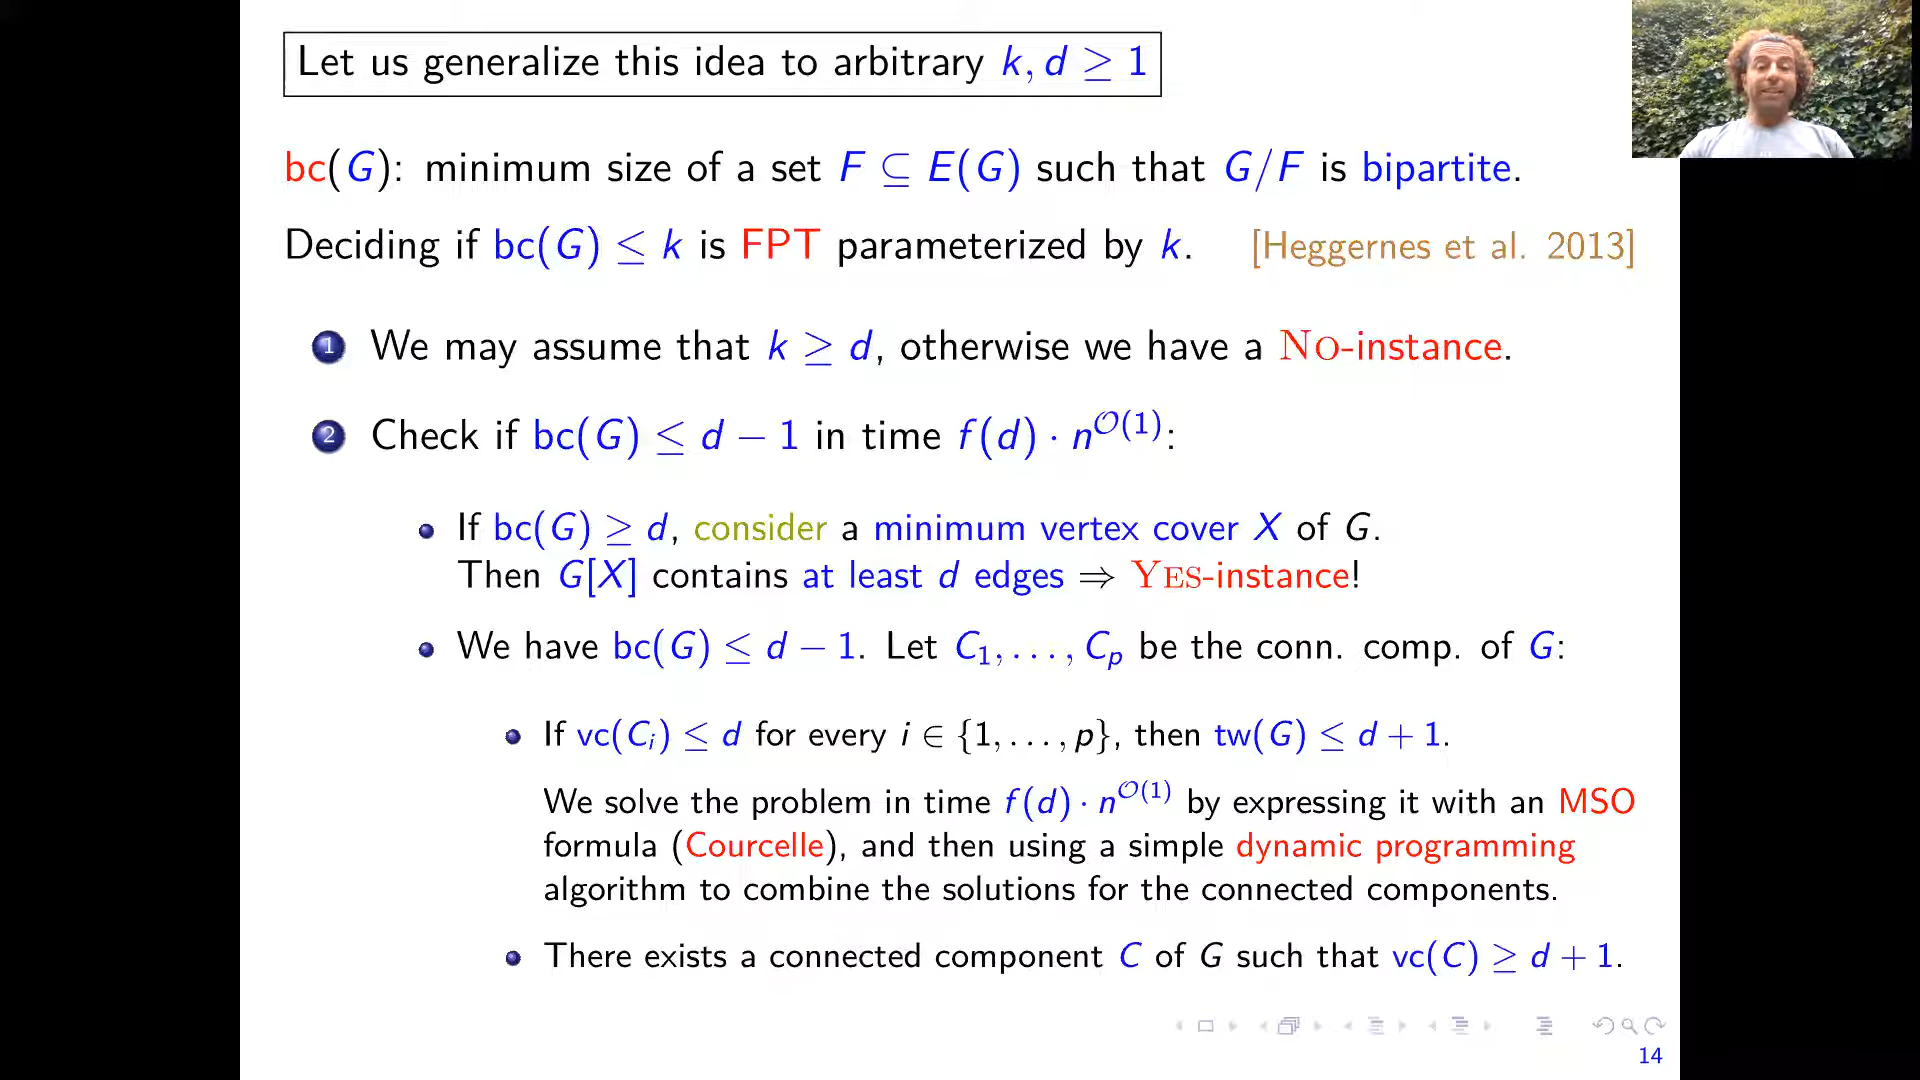 Let us generalize this idea to arbitrary k, d ≥ 1
bc(G): minimum size of a set F ⊆ E(G) such that G/F is bipartite.
Deciding if bc(G) ≤ k is FPT parameterized by k. [Heggernes et al. 2013]
1 We may assume that k ≥ d, otherwise we have a No-instance.
2 Check if bc(G) ≤ d − 1 in time f(d) · n^O(1):
• If bc(G) ≥ d, consider a minimum vertex cover X of G.
Then G[X] contains at least d edges ⇒ Yes-instance!
• We have bc(G) ≤ d − 1. Let C₁, . . . , Cₚ be the conn. comp. of G:
• If vc(Cᵢ) ≤ d for every i ∈ {1, . . . , p}, then tw(G) ≤ d + 1.
We solve the problem in time f(d) · n^O(1) by expressing it with an MSO
formula (Courcelle), and then using a simple dynamic programming
algorithm to combine the solutions for the connected components.
• There exists a connected component C of G such that vc(C) ≥ d + 1.
14